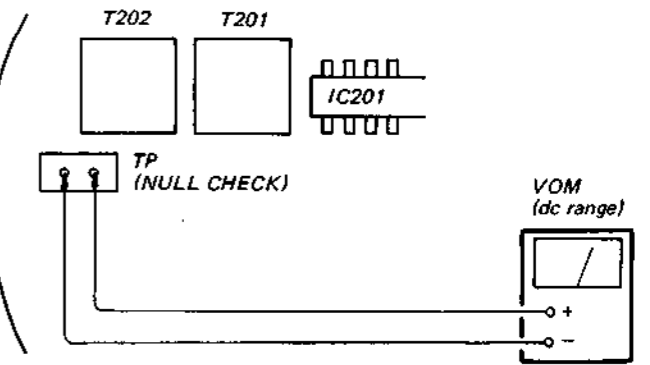 T202
T201
IC201
TP
(NULL CHECK)
VOM
(dc range)
+
−